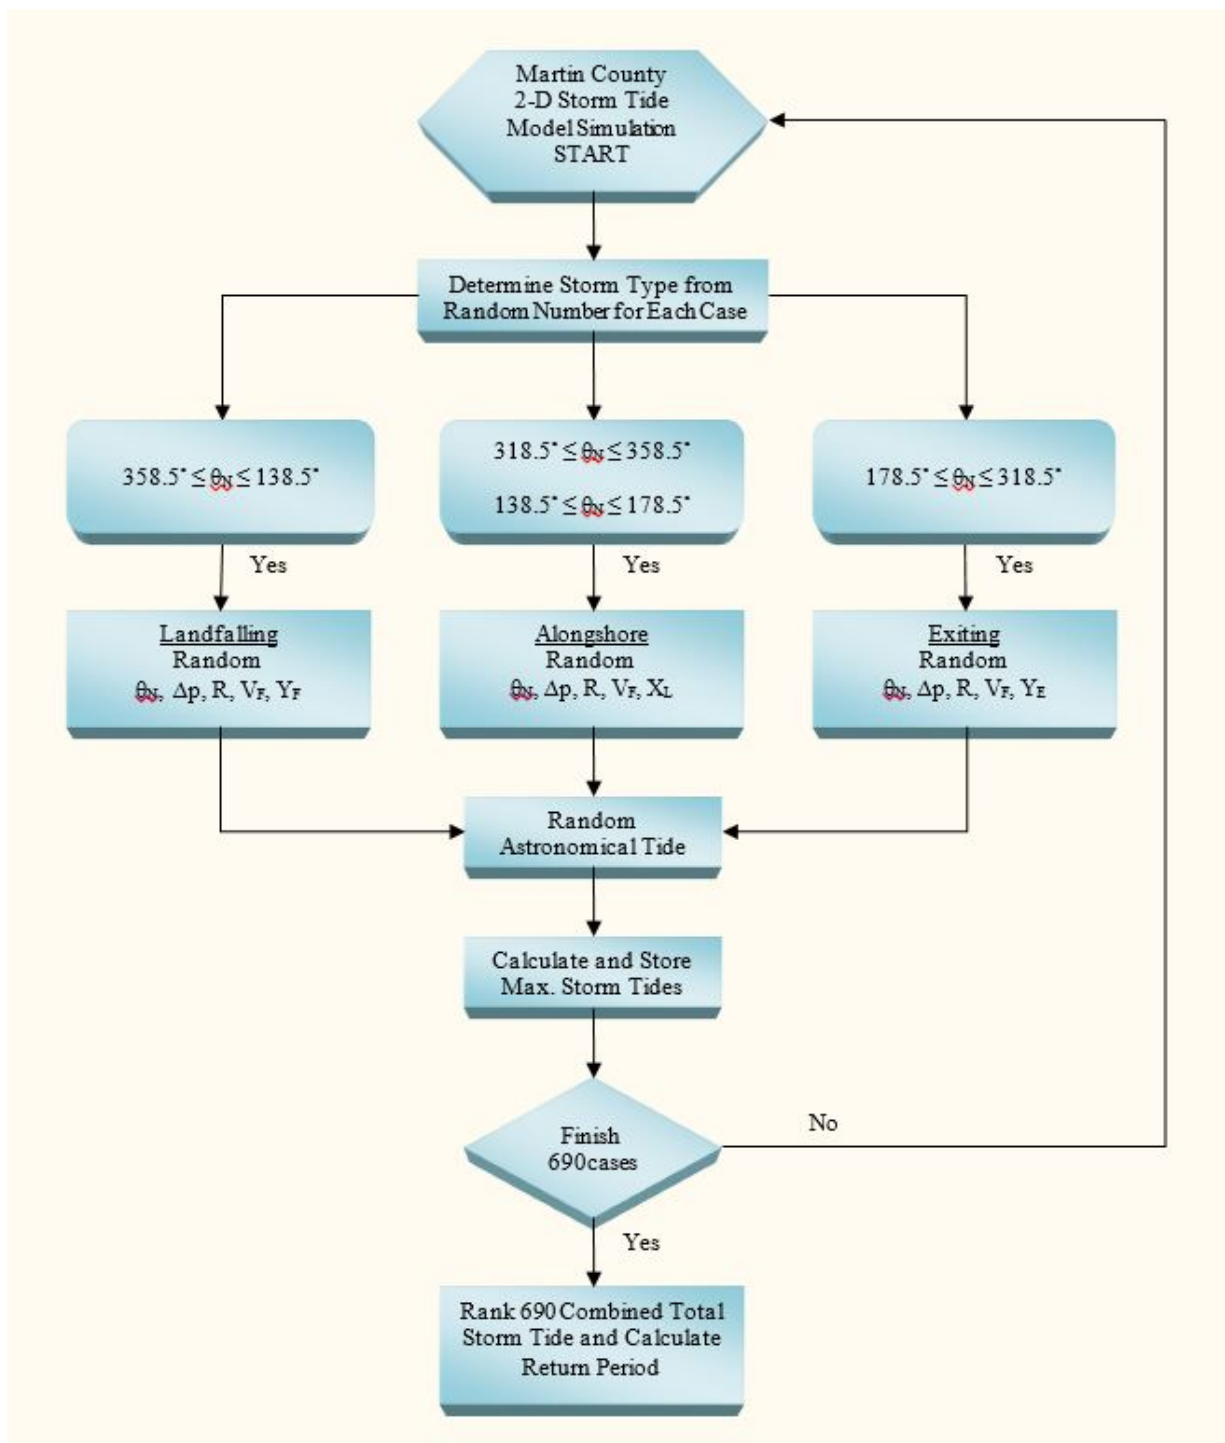 Martin County
2-D Storm Tide
Model Simulation
START
Determine Storm Type from
Random Number for Each Case
358.5° ≤ θN ≤ 138.5°
318.5° ≤ θN ≤ 358.5°
138.5° ≤ θN ≤ 178.5°
178.5° ≤ θN ≤ 318.5°
Yes
Yes
Yes
Landfalling
Random
θN, Δp, R, VF, YF
Alongshore
Random
θN, Δp, R, VF, XL
Exiting
Random
θN, Δp, R, VF, YE
Random
Astronomical Tide
Calculate and Store
Max. Storm Tides
Finish
690 cases
No
Yes
Rank 690 Combined Total
Storm Tide and Calculate
Return Period